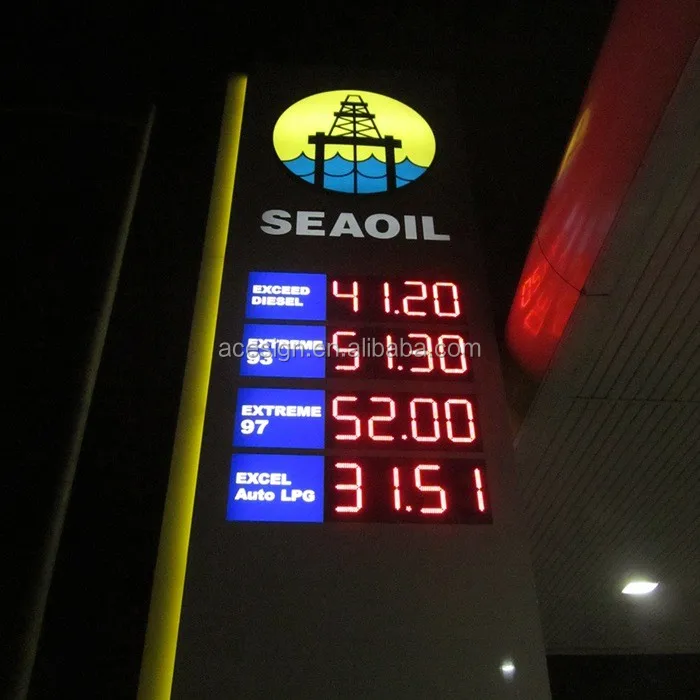 SEAOIL
EXCEED
DIESEL
41.20
EXTREME
93
51.30
acesign.en.alibaba.com
EXTREME
97
52.00
EXCEL
Auto LPG
31.51